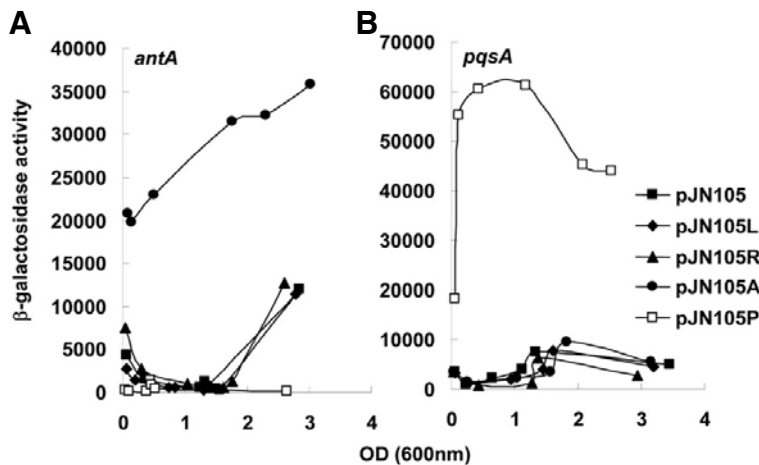 A
antA
β-galactosidase activity
40000
35000
30000
25000
20000
15000
10000
5000
0
0 1 2 3 4
B
pqsA
70000
60000
50000
40000
30000
20000
10000
0
0 1 2 3 4
pJN105
pJN105L
pJN105R
pJN105A
pJN105P
OD (600nm)